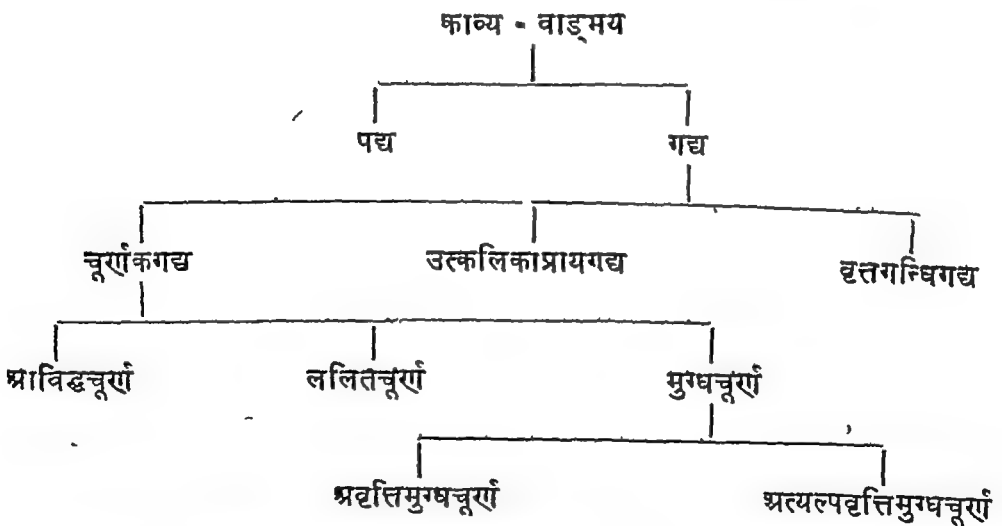 काव्य - वाड्मय
पद्य गद्य
चूर्णकगद्य उत्कलिकाप्रायगद्य वृत्तगन्धिगद्य
आविद्धचूर्ण ललितचूर्ण मुग्धचूर्ण
अवृत्तिमुग्धचूर्ण अत्यल्पवृत्तिमुग्धचूर्ण